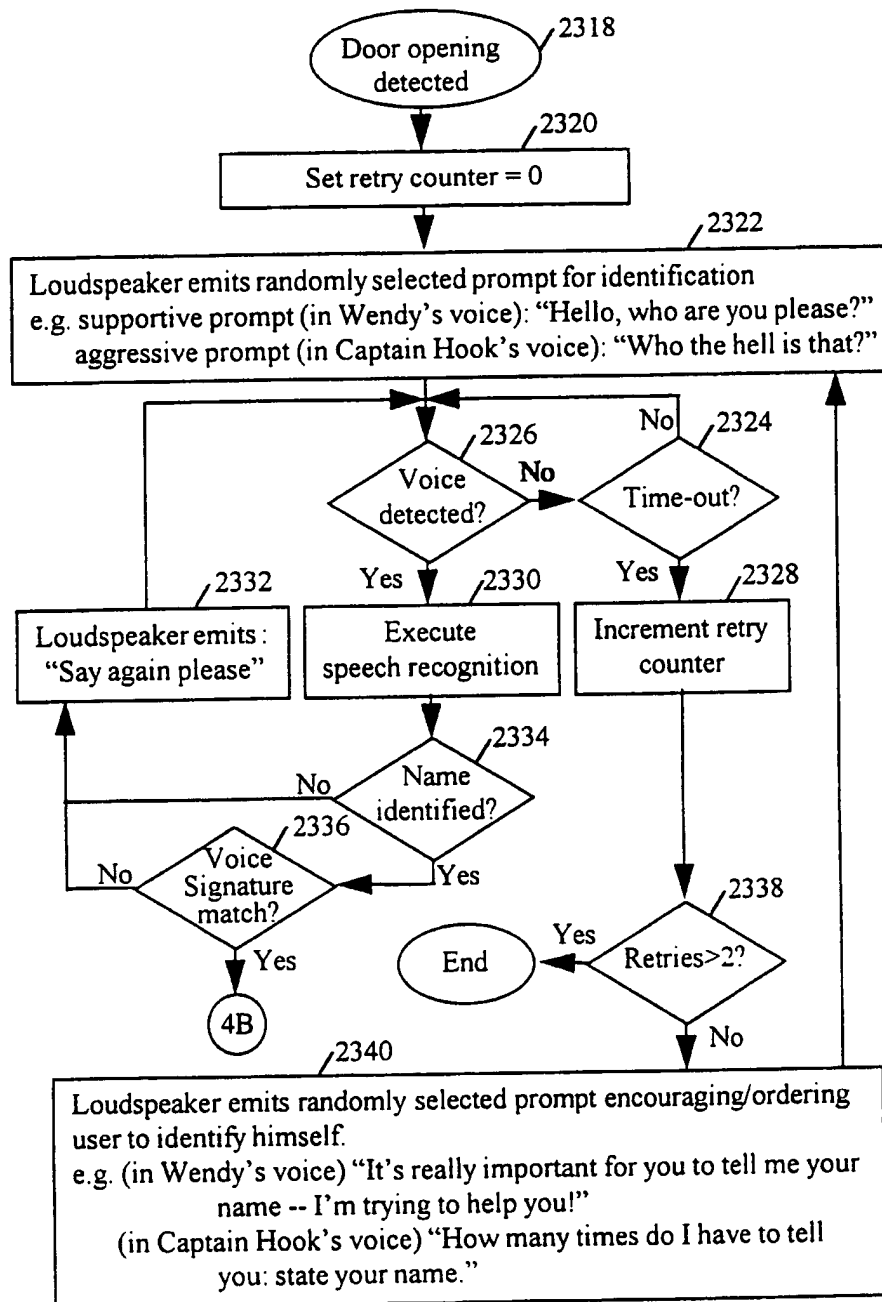 Door opening
detected
2318
2320
Set retry counter = 0
2322
Loudspeaker emits randomly selected prompt for identification
e.g. supportive prompt (in Wendy's voice): “Hello, who are you please?”
aggressive prompt (in Captain Hook's voice): “Who the hell is that?”
No
2324
2326
Voice
detected?
No
Time-out?
2332
Yes
2330
Yes
2328
Loudspeaker emits :
“Say again please”
Execute
speech recognition
Increment retry
counter
2334
No
Name
identified?
2336
No
Voice
Signature
match?
Yes
2338
Yes
End
Yes
Retries>2?
4B
No
2340
Loudspeaker emits randomly selected prompt encouraging/ordering
user to identify himself.
e.g. (in Wendy's voice) “It's really important for you to tell me your
name -- I'm trying to help you!”
(in Captain Hook's voice) “How many times do I have to tell
you: state your name.”